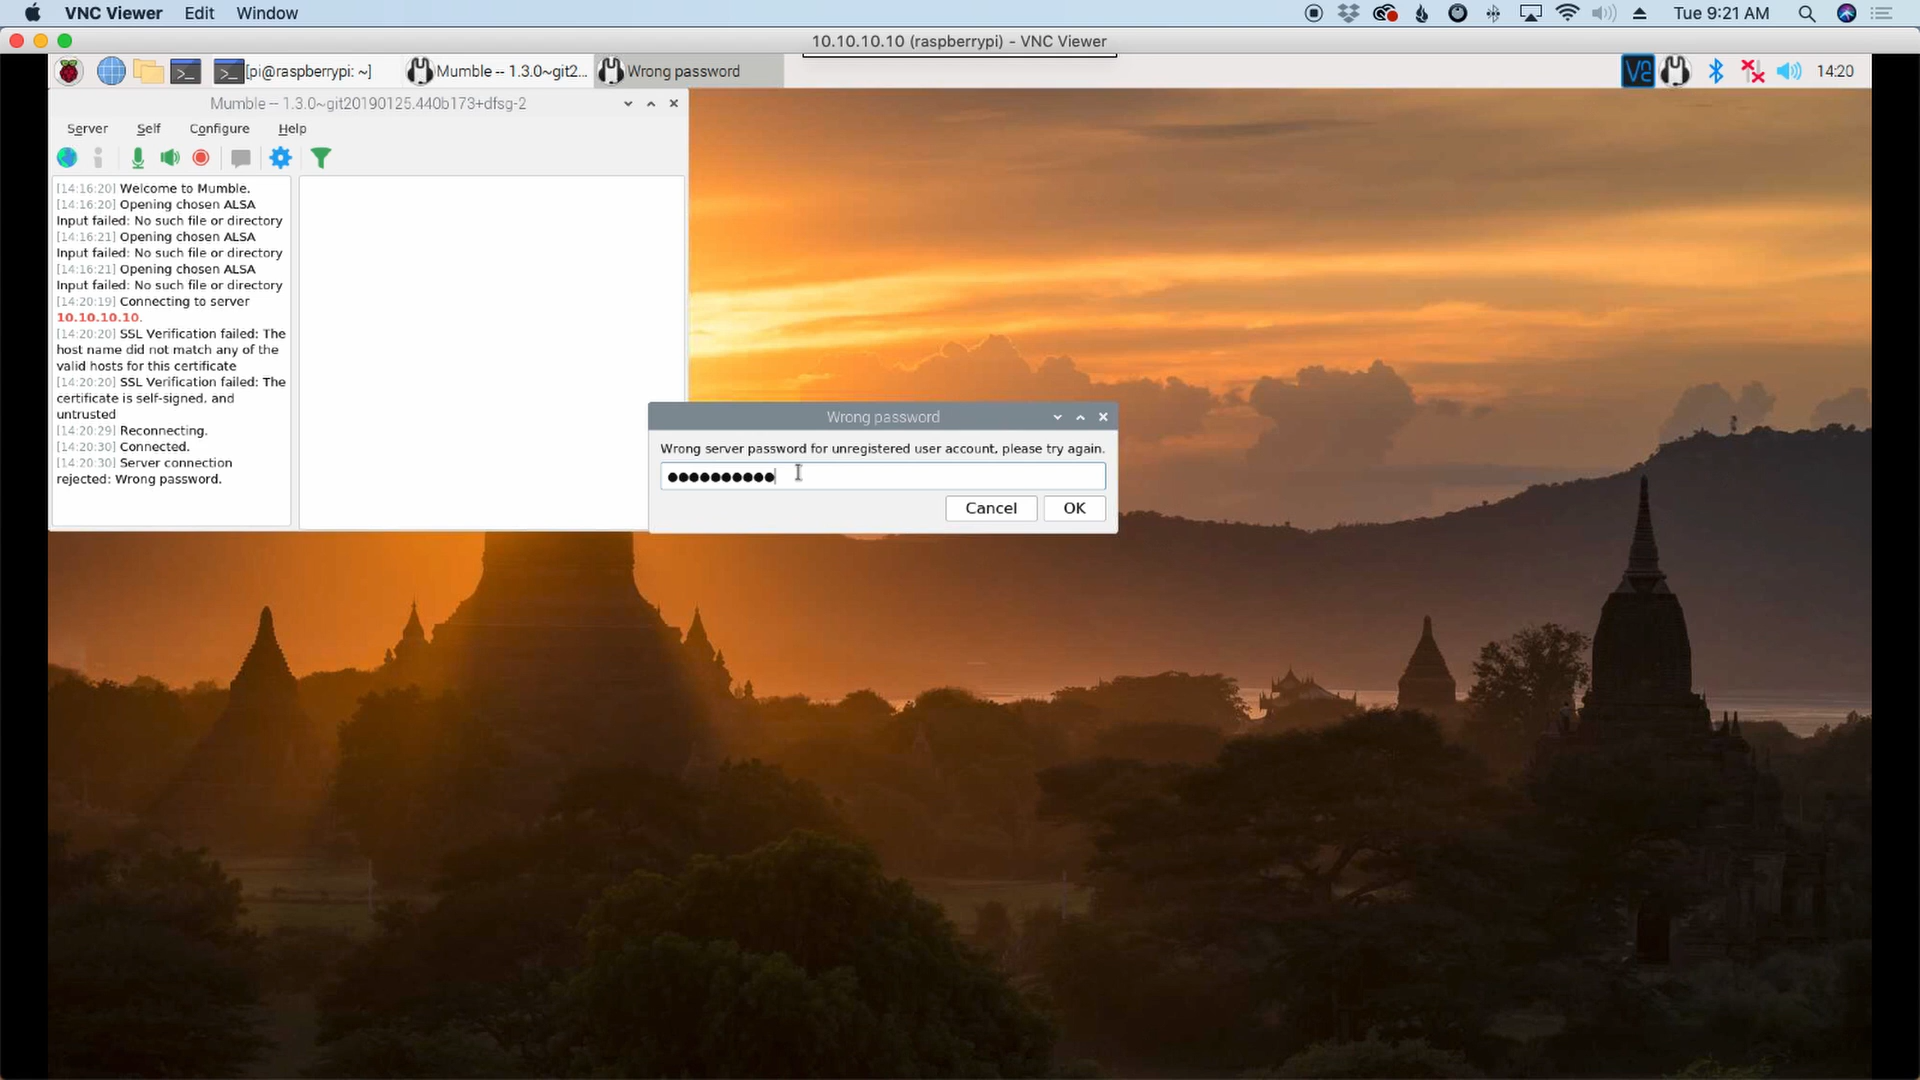 VNC Viewer Edit Window Tue 9:21 AM
10.10.10.10 (raspberrypi) - VNC Viewer
[pi@raspberrypi: ~] Mumble -- 1.3.0~git2... Wrong password 14:20
Mumble -- 1.3.0~git20190125.440b173+dfsg-2
Server Self Configure Help
[14:16:20] Welcome to Mumble.
[14:16:20] Opening chosen ALSA
Input failed: No such file or directory
[14:16:21] Opening chosen ALSA
Input failed: No such file or directory
[14:16:21] Opening chosen ALSA
Input failed: No such file or directory
[14:20:19] Connecting to server
10.10.10.10.
[14:20:20] SSL Verification failed: The
host name did not match any of the
valid hosts for this certificate
[14:20:20] SSL Verification failed: The
certificate is self-signed, and
untrusted
[14:20:29] Reconnecting.
[14:20:30] Connected.
[14:20:30] Server connection
rejected: Wrong password.
Wrong password
Wrong server password for unregistered user account, please try again.
Cancel OK